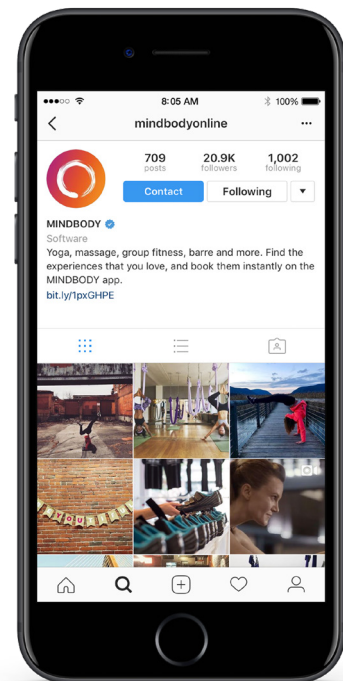 8:05 AM
100%
mindbodyonline
709 20.9K 1,002
posts followers following
Contact Following
MINDBODY
Software
Yoga, massage, group fitness, barre and more. Find the
experiences that you love, and book them instantly on the
MINDBODY app.
bit.ly/1pxGHPE
YOU